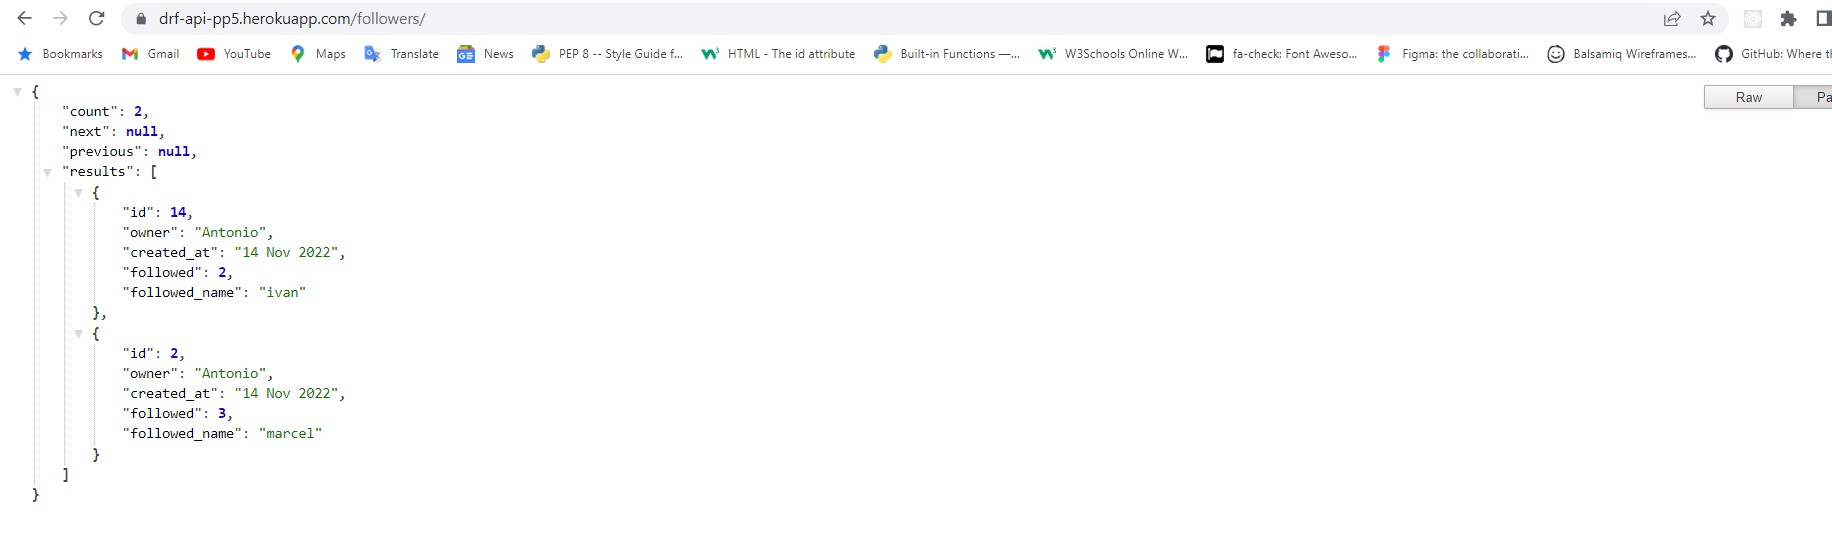 drf-api-pp5.herokuapp.com/followers/
Bookmarks Gmail YouTube Maps Translate News PEP 8 -- Style Guide f... HTML - The id attribute Built-in Functions —... W3Schools Online W... fa-check: Font Aweso... Figma: the collaborati... Balsamiq Wireframes... GitHub: Where th
{
Raw Pa
"count": 2,
"next": null,
"previous": null,
"results": [
{
"id": 14,
"owner": "Antonio",
"created_at": "14 Nov 2022",
"followed": 2,
"followed_name": "ivan"
},
{
"id": 2,
"owner": "Antonio",
"created_at": "14 Nov 2022",
"followed": 3,
"followed_name": "marcel"
}
]
}